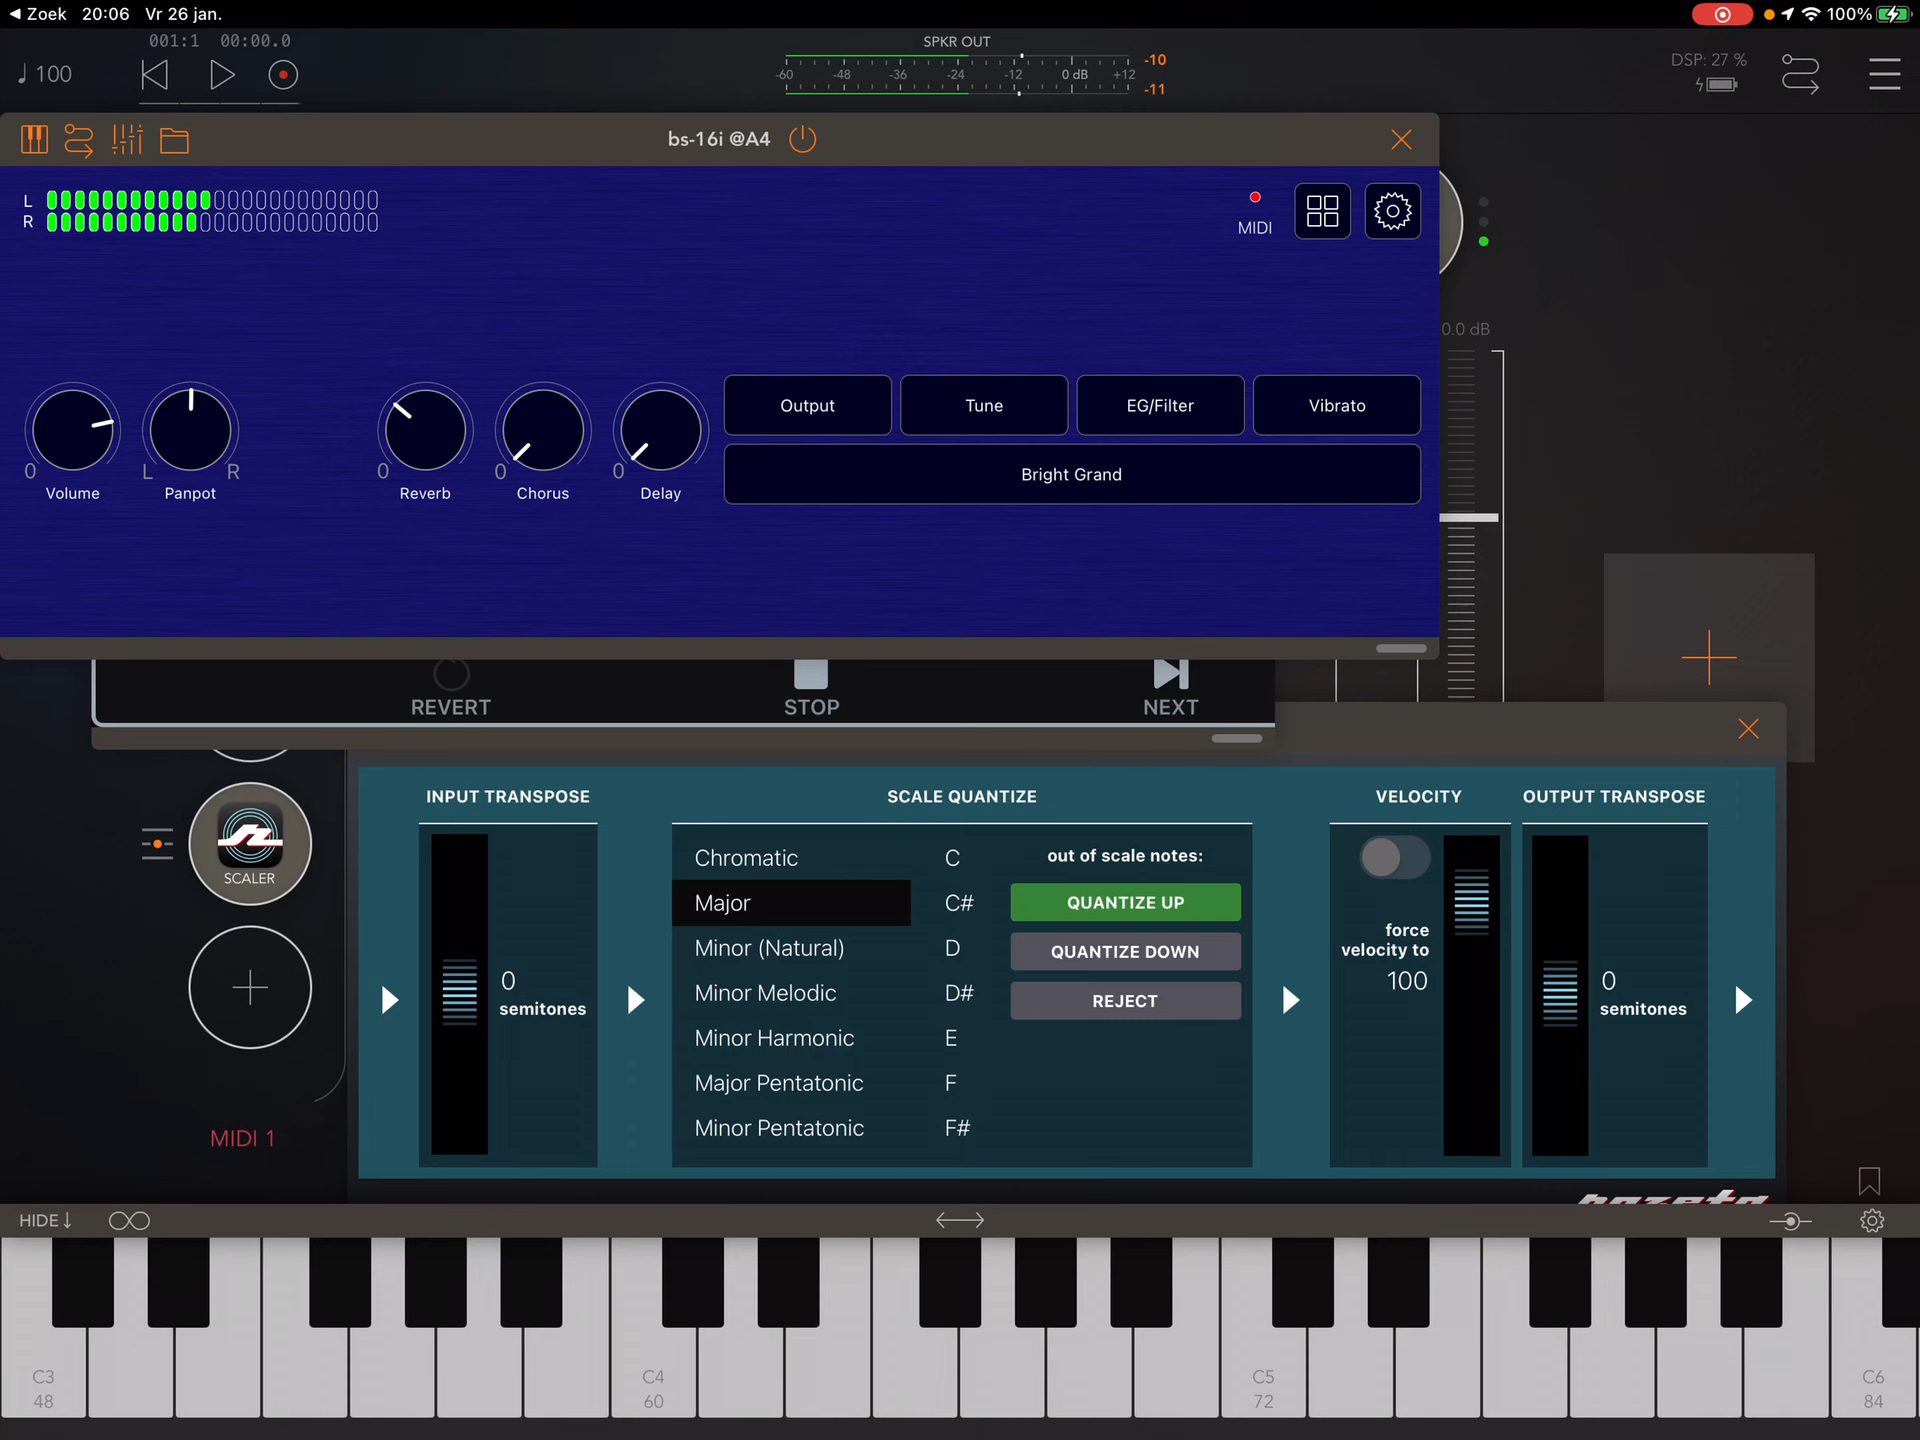 ◀ Zoek 20:06 Vr 26 jan. 100%
001:1 00:00.0
♩100
SPKR OUT
-60 -48 -36 -24 -12 0 dB +12
-10
-11
DSP: 27 %
bs-16i @A4
L
R
MIDI
0.0 dB
Output
Tune
EG/Filter
Vibrato
Bright Grand
0
Volume
L R
Panpot
0
Reverb
0
Chorus
0
Delay
REVERT
STOP
NEXT
SCALER
MIDI 1
INPUT TRANSPOSE
0
semitones
SCALE QUANTIZE
Chromatic
Major
Minor (Natural)
Minor Melodic
Minor Harmonic
Major Pentatonic
Minor Pentatonic
C
C#
D
D#
E
F
F#
out of scale notes:
QUANTIZE UP
QUANTIZE DOWN
REJECT
VELOCITY
force
velocity to
100
OUTPUT TRANSPOSE
0
semitones
HIDE↓
C3
48
C4
60
C5
72
C6
84